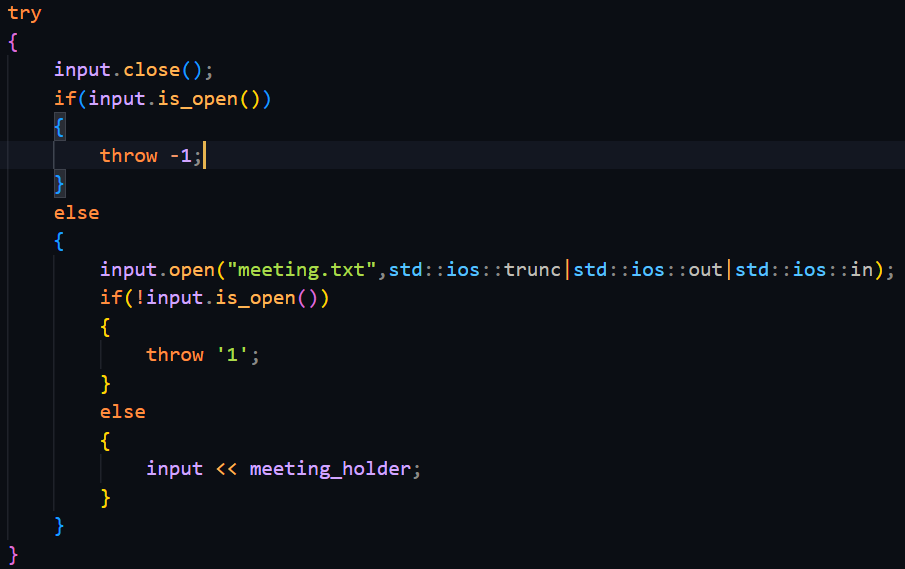 try
{
input.close();
if(input.is_open())
{
throw -1;
}
else
{
input.open("meeting.txt",std::ios::trunc|std::ios::out|std::ios::in);
if(!input.is_open())
{
throw '1';
}
else
{
input << meeting_holder;
}
}
}